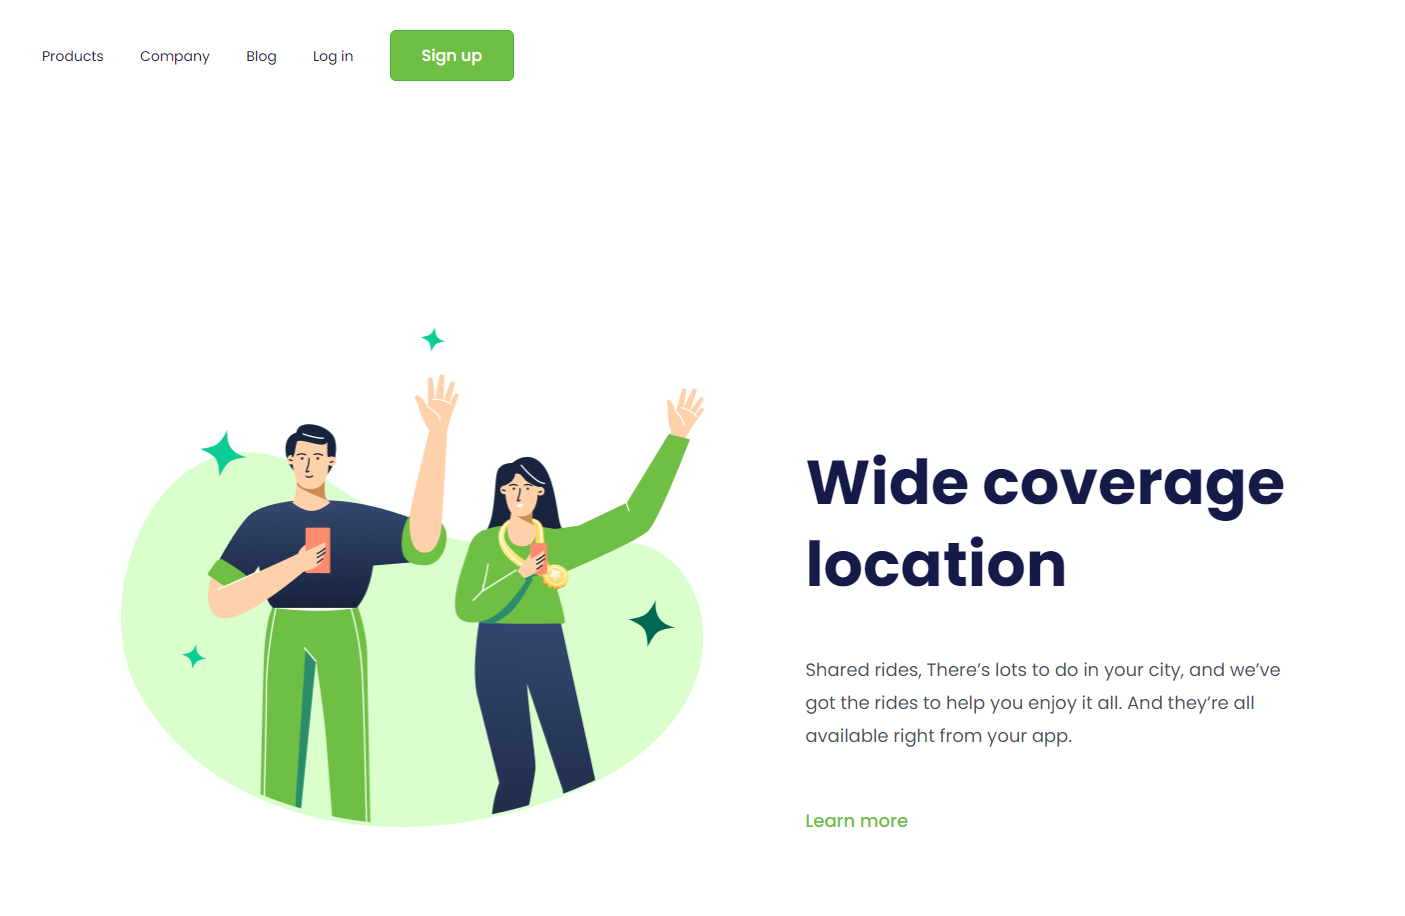 Products Company Blog Log in Sign up
Wide coverage
location
Shared rides, There’s lots to do in your city, and we’ve
got the rides to help you enjoy it all. And they’re all
available right from your app.
Learn more